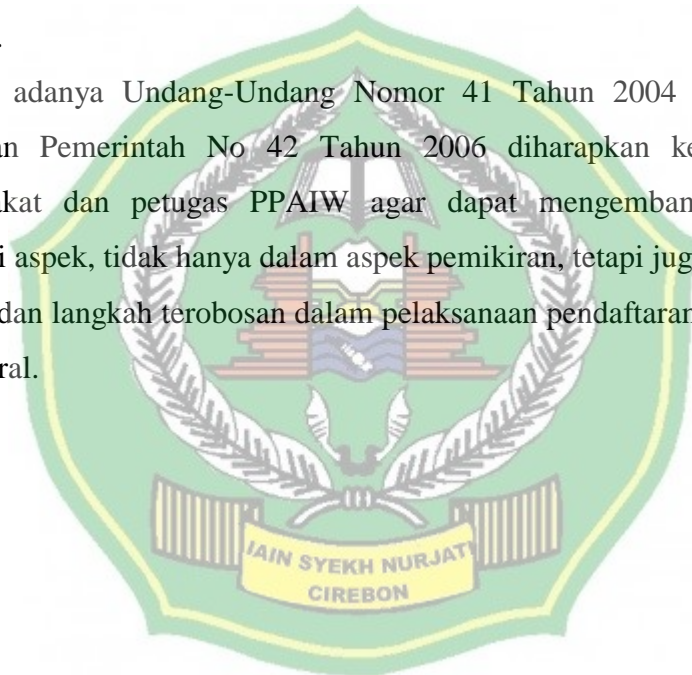 .
adanya Undang-Undang Nomor 41 Tahun 2004
an Pemerintah No 42 Tahun 2006 diharapkan ke
akat dan petugas PPAIW agar dapat mengemban
i aspek, tidak hanya dalam aspek pemikiran, tetapi jug
dan langkah terobosan dalam pelaksanaan pendaftaran
ral.
IAIN SYEKH NURJATI
CIREBON